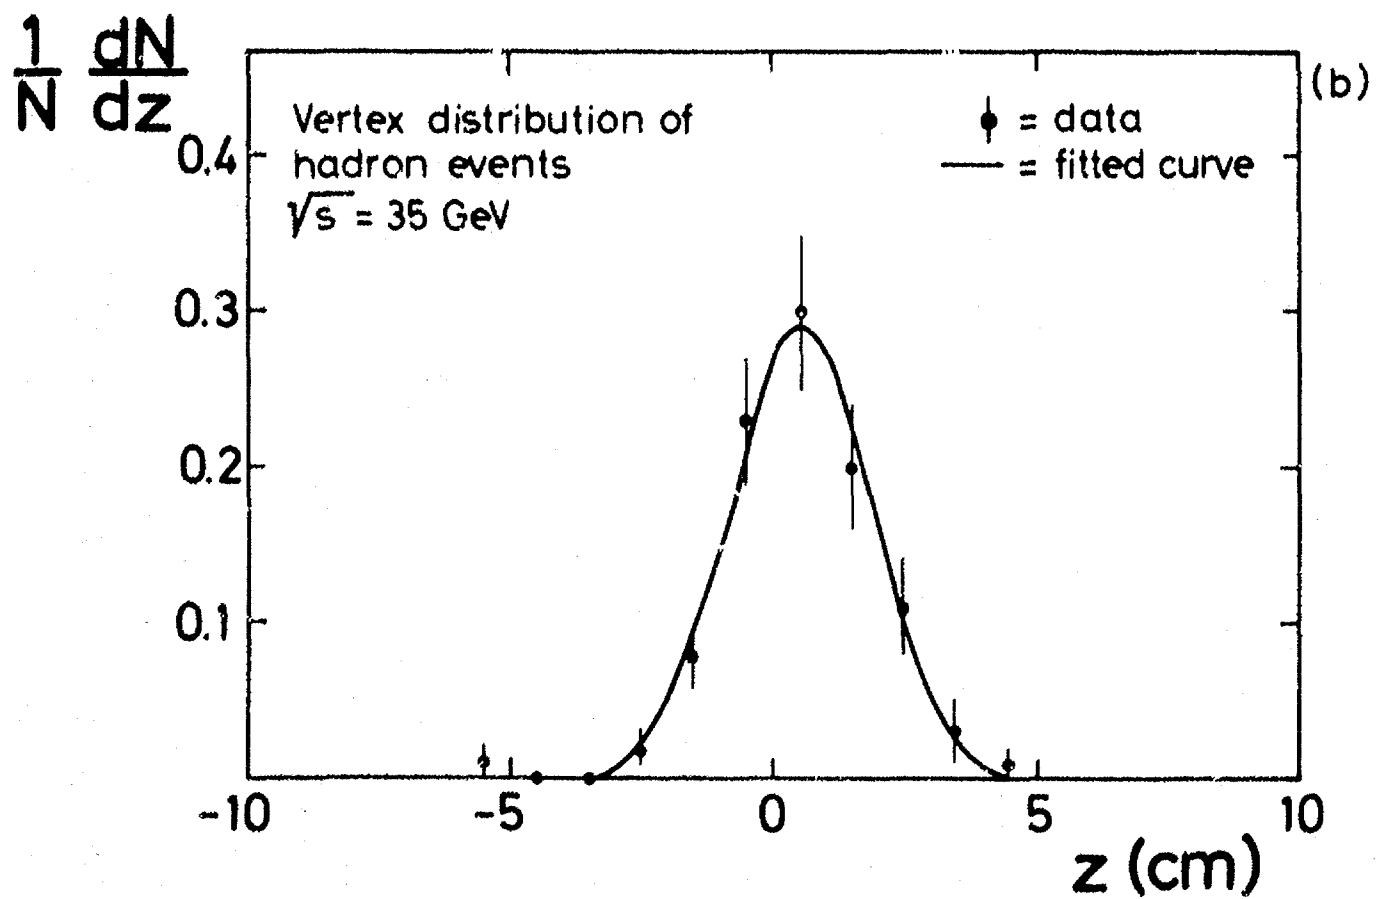 1/N dN/dz
(b)
Vertex distribution of
hadron events
√s = 35 GeV
= data
= fitted curve
0.4
0.3
0.2
0.1
-10 -5 0 5 10
z (cm)